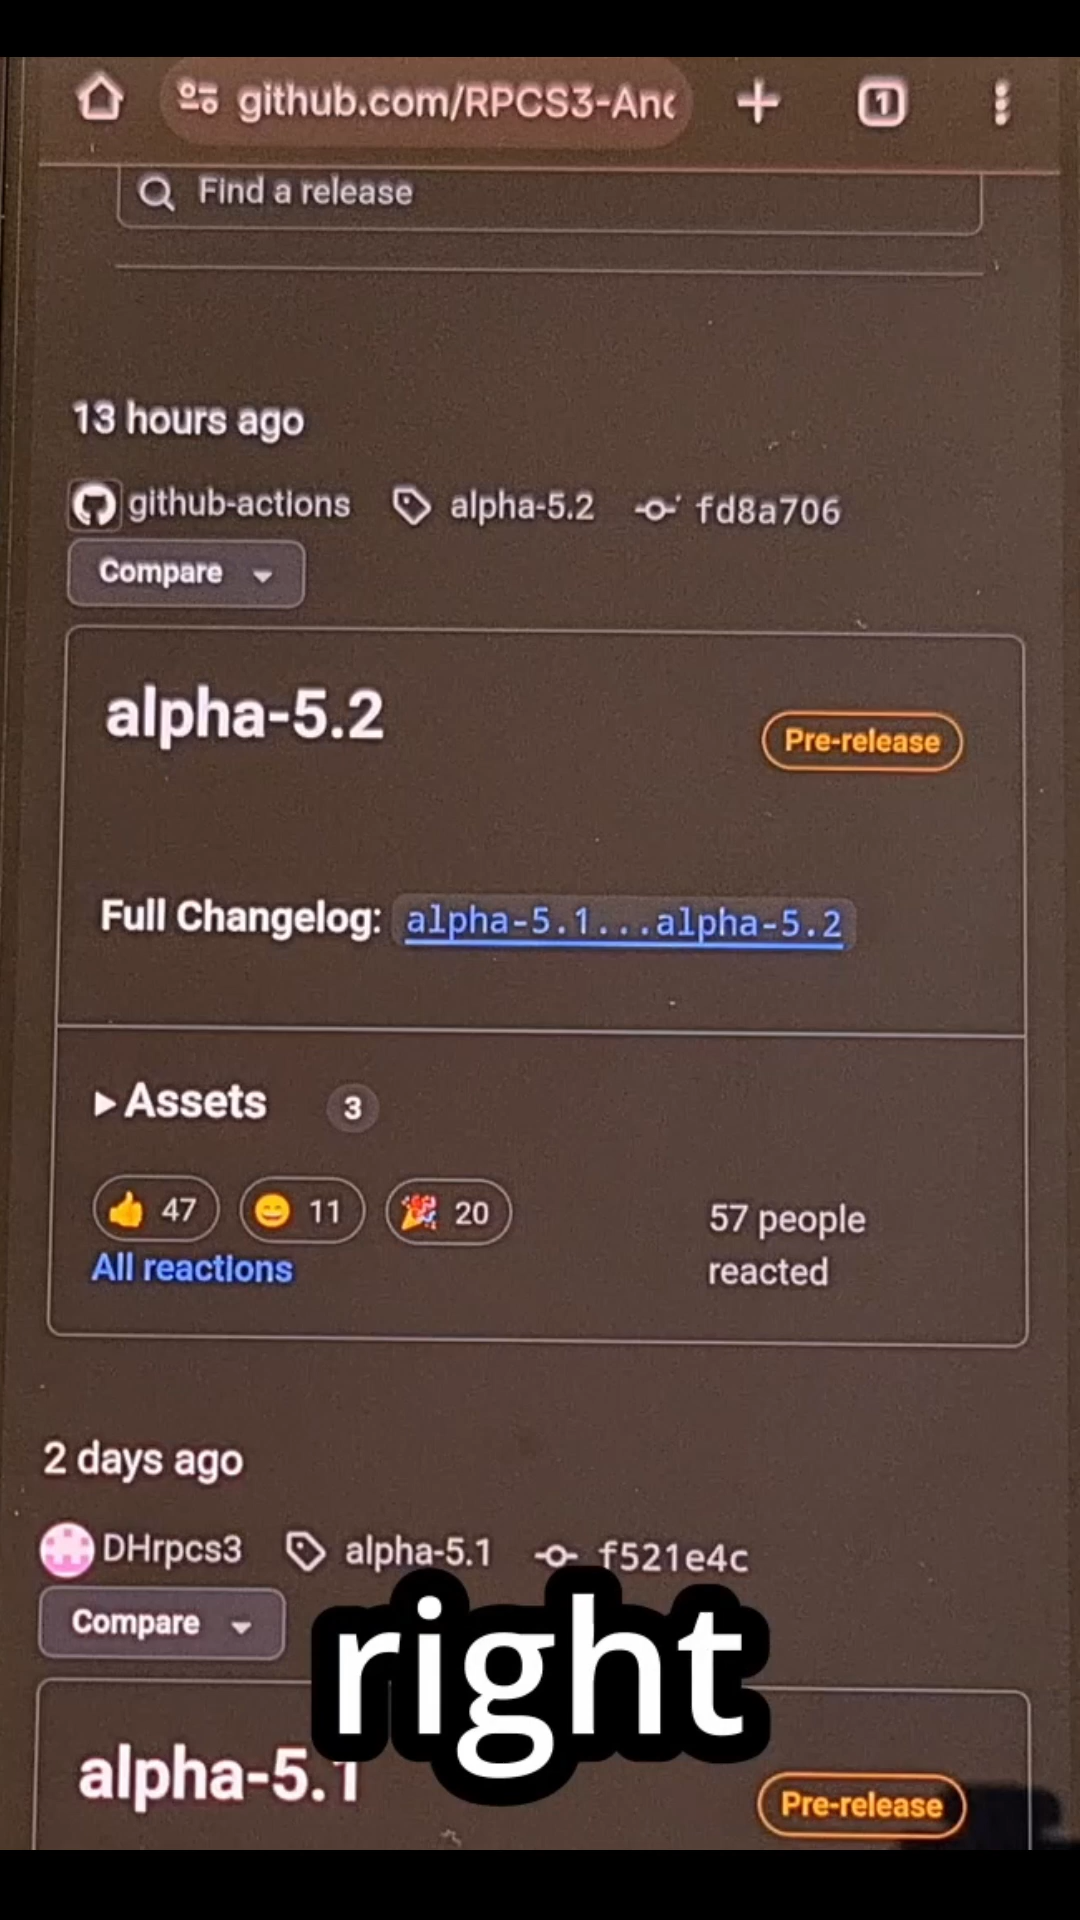 github.com/RPCS3-And
1
Find a release
13 hours ago
github-actions alpha-5.2 fd8a706
Compare
alpha-5.2
Pre-release
Full Changelog: alpha-5.1...alpha-5.2
Assets 3
47 11 20
57 people
reacted
All reactions
2 days ago
DHrpcs3 alpha-5.1 f521e4c
Compare
right
alpha-5.1
Pre-release